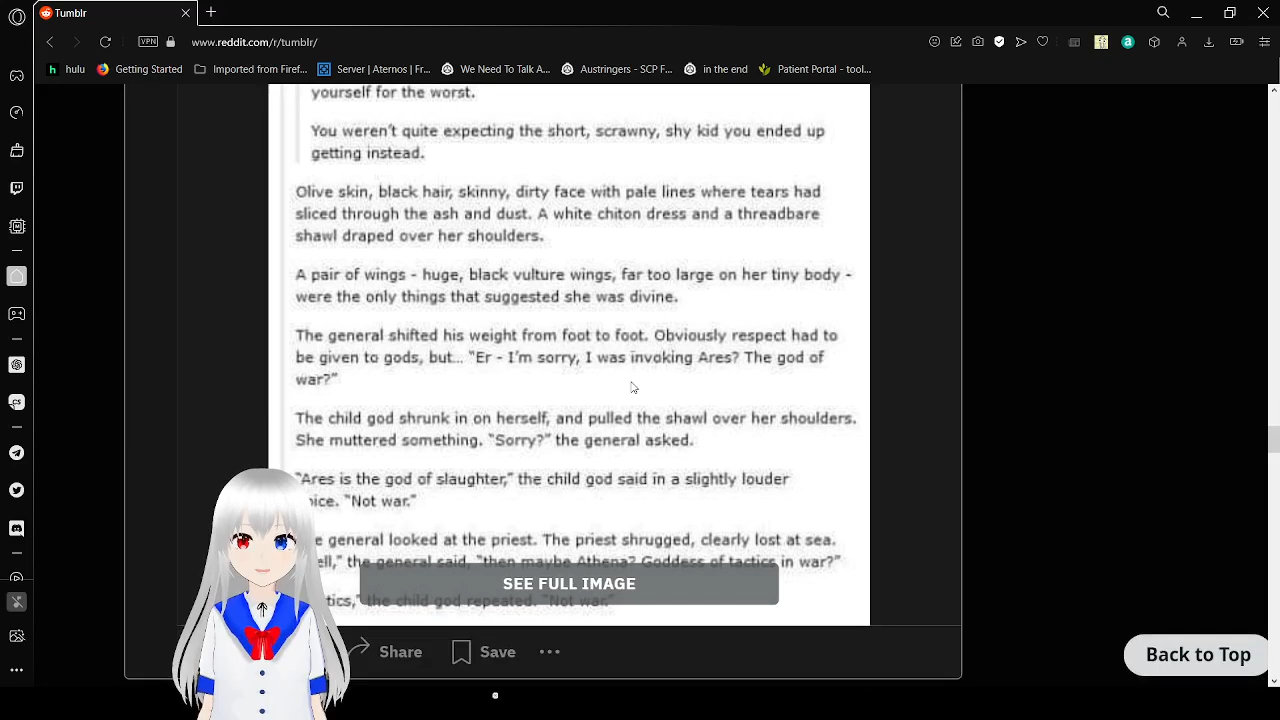 Tumblr
www.reddit.com/r/tumblr/
VPN
hulu
Getting Started
Imported from Firef...
Server | Aternos | Fr...
We Need To Talk A...
Austringers - SCP F...
in the end
Patient Portal - tool...
yourself for the worst.
You weren't quite expecting the short, scrawny, shy kid you ended up
getting instead.
Olive skin, black hair, skinny, dirty face with pale lines where tears had
sliced through the ash and dust. A white chiton dress and a threadbare
shawl draped over her shoulders.
A pair of wings - huge, black vulture wings, far too large on her tiny body -
were the only things that suggested she was divine.
The general shifted his weight from foot to foot. Obviously respect had to
be given to gods, but... "Er - I'm sorry, I was invoking Ares? The god of
war?"
The child god shrunk in on herself, and pulled the shawl over her shoulders.
She muttered something. "Sorry?" the general asked.
"Ares is the god of slaughter," the child god said in a slightly louder
oice. "Not war."
e general looked at the priest. The priest shrugged, clearly lost at sea.
ell," the general said, "then maybe Athena? Goddess of tactics in war?"
SEE FULL IMAGE
tics," the child god repeated. "Not war."
Share
Save
Back to Top